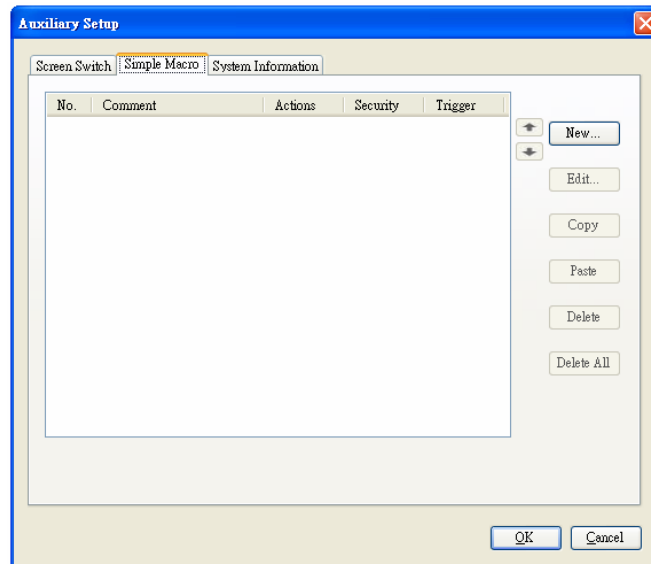 Auxiliary Setup
Screen Switch Simple Macro System Information
No. Comment Actions Security Trigger
New...
Edit...
Copy
Paste
Delete
Delete All
OK Cancel